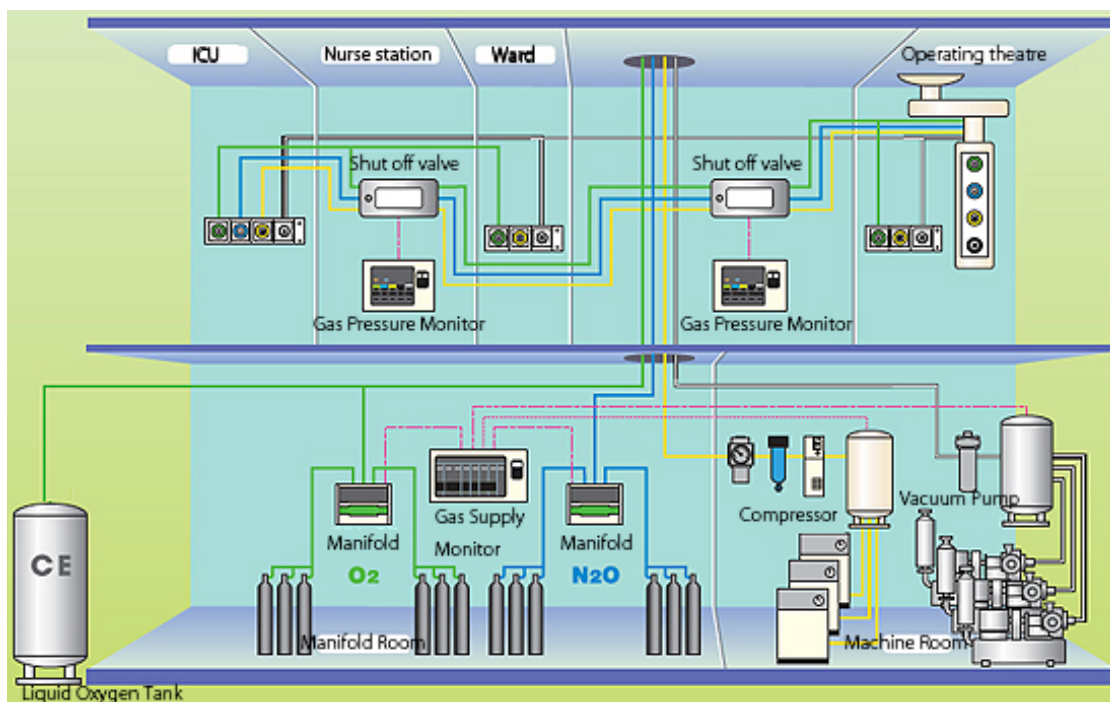 ICU
Nurse station
Ward
Operating theatre
Shut off valve
Shut off valve
Gas Pressure Monitor
Gas Pressure Monitor
CE
Liquid Oxygen Tank
Manifold
O2
Gas Supply
Monitor
Manifold
N2O
Manifold Room
Compressor
Vacuum Pump
Machine Room